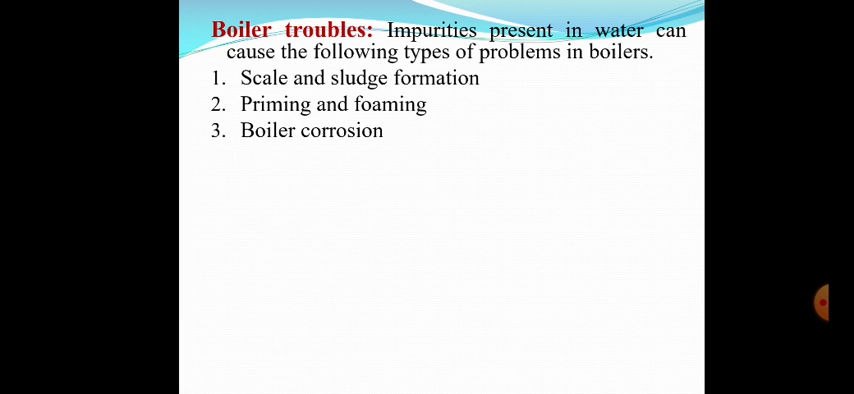 Boiler troubles: Impurities present in water can
cause the following types of problems in boilers.
1. Scale and sludge formation
2. Priming and foaming
3. Boiler corrosion